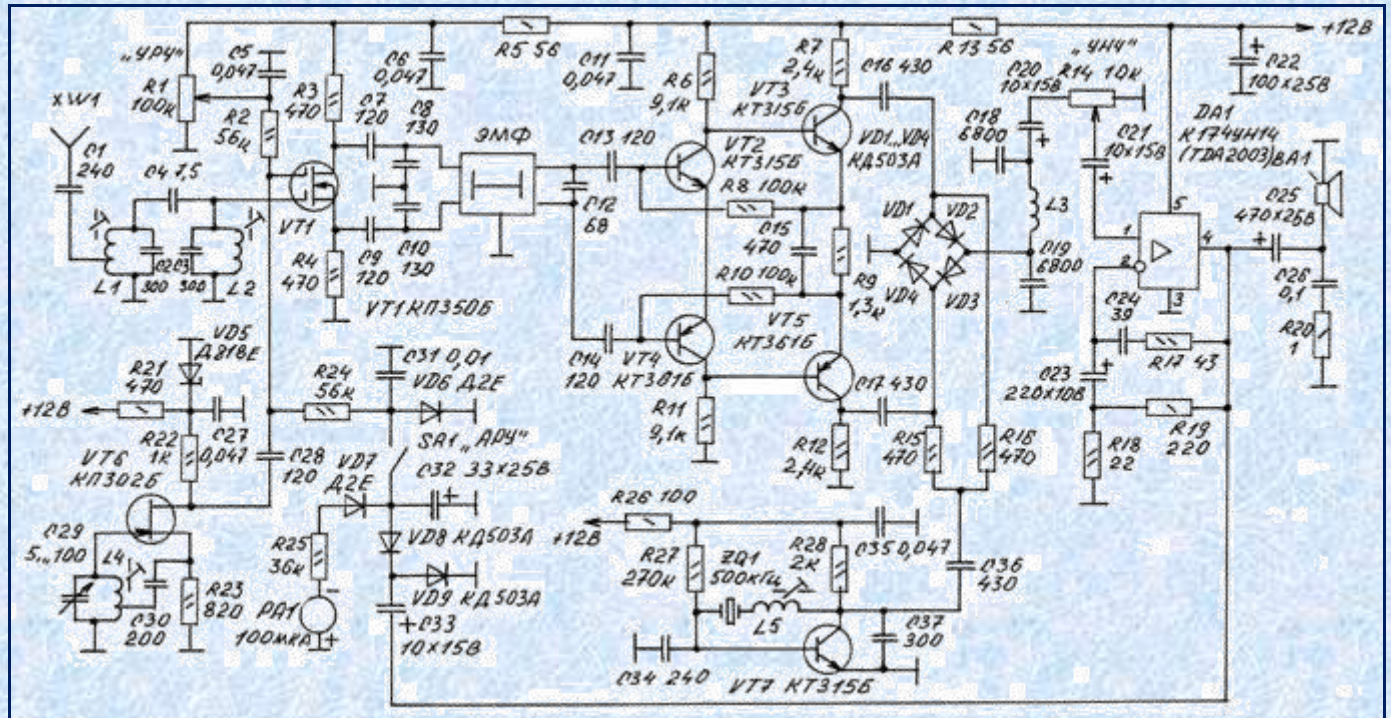 „УРЧ"
C5
0,047
R1
100к
R2
56к
R3
470
C6
0,047
R5 56
C11
0,047
R6
9,1к
R7
2,4к
C16 430
R13 56
„УНЧ"
R14 10к
+12В
C22
100×25В
XW1
C1
240
C4 7,5
C7
120
C8
130
ЭМФ
C13 120
VT2
КТ315Б
VT3
КТ315Б
VD1...VD4
КД503А
C18
6800
C20
10×15В
C21
10×15В
DA1
К174УН14
(TDA2003)
BA1
C25
470×25В
VT1
L1
C2
300
C3
300
L2
R4
470
C9
120
C10
130
VT1 КП350Б
C12
68
R8 100к
C15
470
R10 100к
R9
1,3к
VD1
VD2
VD4
VD3
L3
C19
6800
1
2
5
4
3
C24
39
R17 43
C26
0,1
R20
1
VD5
Д818Е
R21
470
+12В
R22
1к
C27
0,047
R24
56к
C31 0,01
VD6 Д2Е
SA1 „АРУ"
C14
120
VT4
КТ361Б
VT5
КТ361Б
C17 430
R11
9,1к
R12
2,4к
R15
470
R16
470
C23
220×10В
R18
22
R19
220
VT6
КП302Б
C28
120
VD7
Д2Е
C32 33×25В
C29
5...100
L4
C30
200
R23
820
R25
36к
PA1
100мкА
-
+
VD8 КД503А
VD9 КД503А
C33
10×15В
R26 100
+12В
R27
270к
ZQ1
500кГц
R28
2к
C35 0,047
C36
430
L5
C37
300
C34 240
VT7 КТ315Б